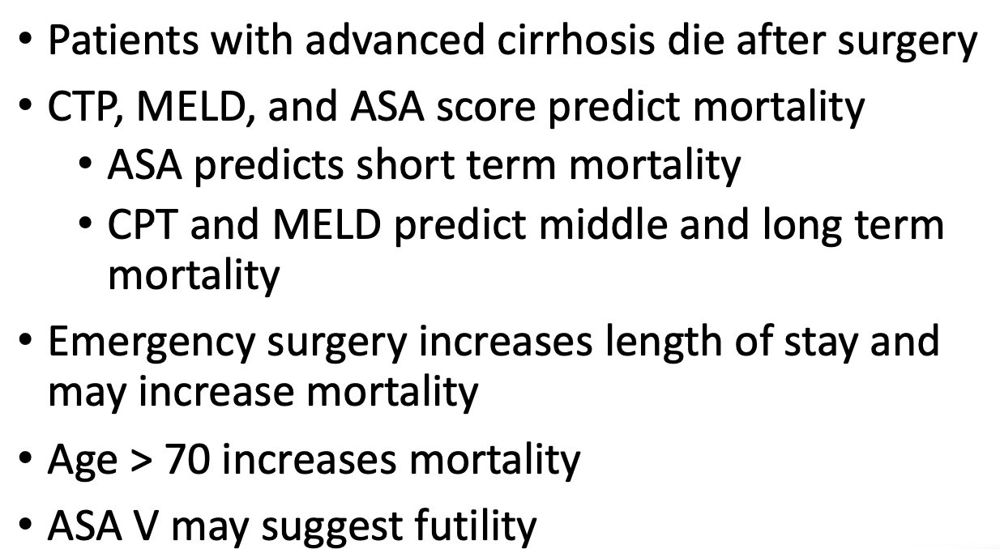 • Patients with advanced cirrhosis die after surgery
• CTP, MELD, and ASA score predict mortality
• ASA predicts short term mortality
• CPT and MELD predict middle and long term
mortality
• Emergency surgery increases length of stay and
may increase mortality
• Age > 70 increases mortality
• ASA V may suggest futility